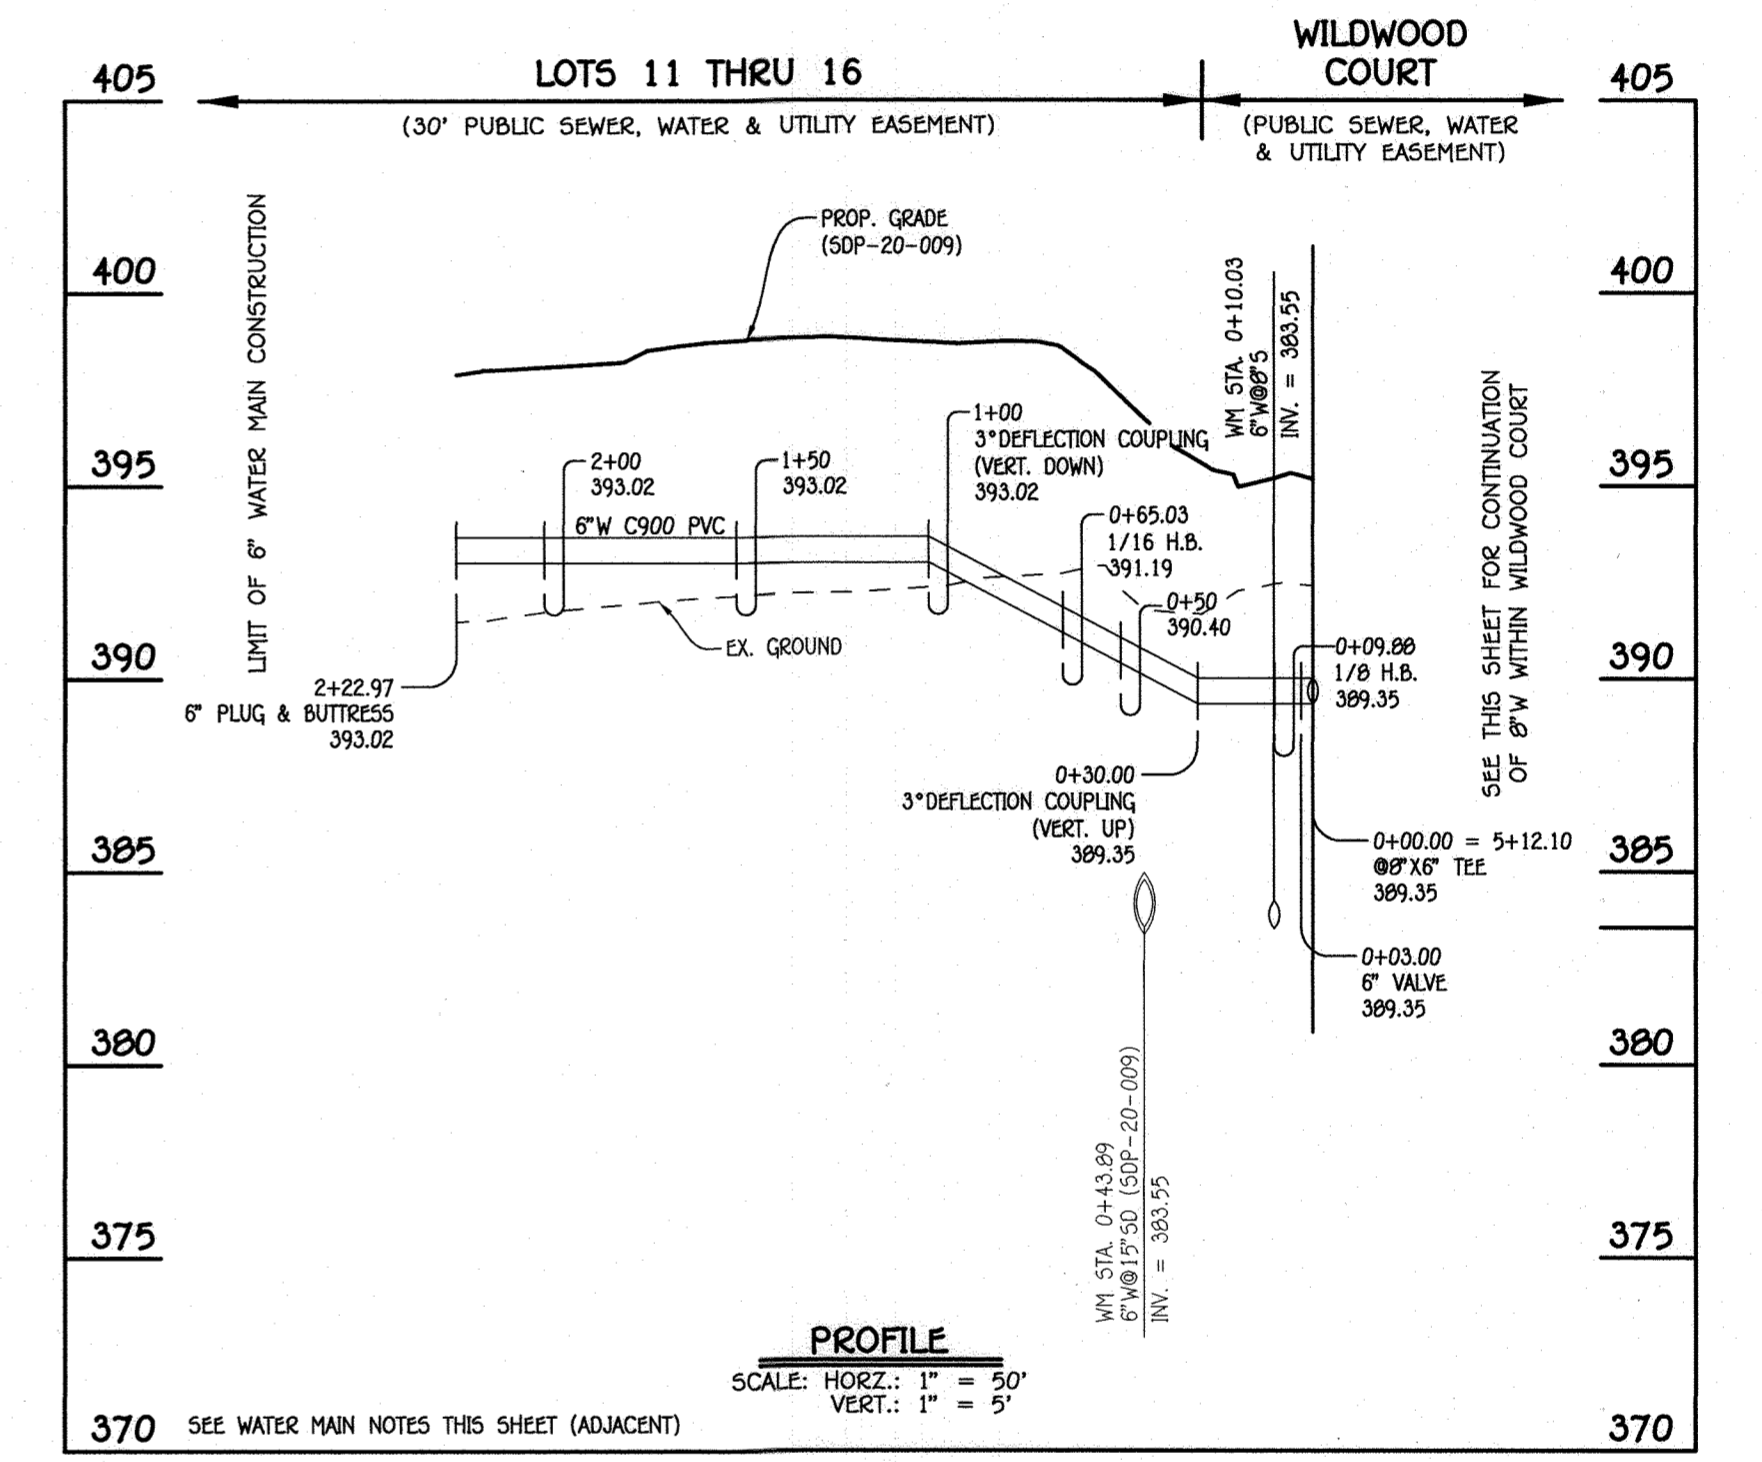 WILDWOOD
COURT
LOTS 11 THRU 16
405
405
(30' PUBLIC SEWER, WATER & UTILITY EASEMENT)
(PUBLIC SEWER, WATER
& UTILITY EASEMENT)
LIMIT OF 6" WATER MAIN CONSTRUCTION
PROP. GRADE
(SDP-20-009)
400
400
WM STA. 0+10.03
6"W@8"S
INV. = 383.55
SEE THIS SHEET FOR CONTINUATION
OF 8"W WITHIN WILDWOOD COURT
395
395
2+00
393.02
1+50
393.02
1+00
3°DEFLECTION COUPLING
(VERT. DOWN)
393.02
6"W C900 PVC
0+65.03
1/16 H.B.
391.19
0+50
390.40
EX. GROUND
390
390
0+09.88
1/8 H.B.
389.35
2+22.97
6" PLUG & BUTTRESS
393.02
0+30.00
3°DEFLECTION COUPLING
(VERT. UP)
389.35
385
385
0+00.00 = 5+12.10
@8"X6" TEE
389.35
0+03.00
6" VALVE
389.35
380
380
WM STA. 0+43.89
6"W@15"SD (SDP-20-009)
INV. = 383.55
375
375
PROFILE
SCALE: HORZ.: 1" = 50'
VERT.: 1" = 5'
370
370
SEE WATER MAIN NOTES THIS SHEET (ADJACENT)